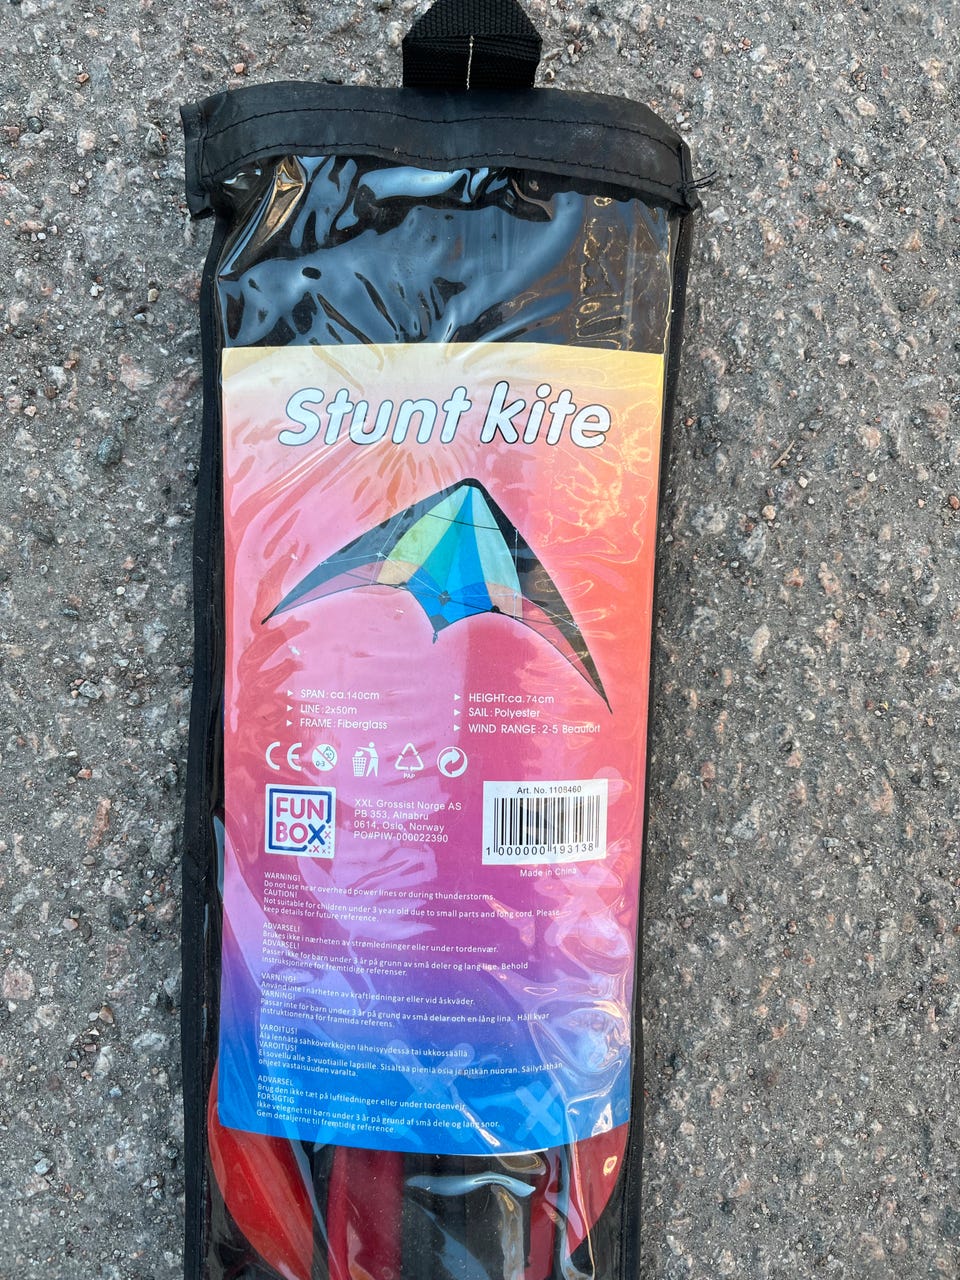 Stunt kite
SPAN: ca.140cm
LINE: 2x50m
FRAME: Fiberglass
HEIGHT: ca.74cm
SAIL: Polyester
WIND RANGE: 2-5 Beaufort
CE
0-3
PAP
FUN
BOX
XXL Grossist Norge AS
PB 353, Alnabru
0614, Oslo, Norway
PO#PIW-000022390
Art. No. 1108460
1 000000 193138
Made in China
WARNING!
Do not use near overhead power lines or during thunderstorms.
CAUTION!
Not suitable for children under 3 year old due to small parts and long cord. Please
keep details for future reference.
ADVARSEL!
Brukes ikke i nærheten av strømledninger eller under tordenvær.
ADVARSEL!
Passer ikke for barn under 3 år på grunn av små deler og lang line. Behold
instruksjonene for fremtidige referenser.
VARNING!
Använd inte i närheten av kraftledningar eller vid åskväder.
VARNING!
Passar inte för barn under 3 år på grund av små delar och en lång lina. Håll kvar
instruktionerna för framtida referens.
VAROITUS!
Älä lennätä sähköverkkojen läheisyydessä tai ukkossäällä
VAROITUS!
Ei sovellu alle 3-vuotiaille lapsille. Sisältää pieniä osia je pitkän nuoran. Säilytäthän
ohjeet vastaisuuden varalta.
ADVARSEL
Brug den ikke tæt på luftledninger eller under tordenvejr.
FORSIGTIG
Ikke velegnet til børn under 3 år på grund af små dele og lang snor.
Gem detaljerne til fremtidig reference.